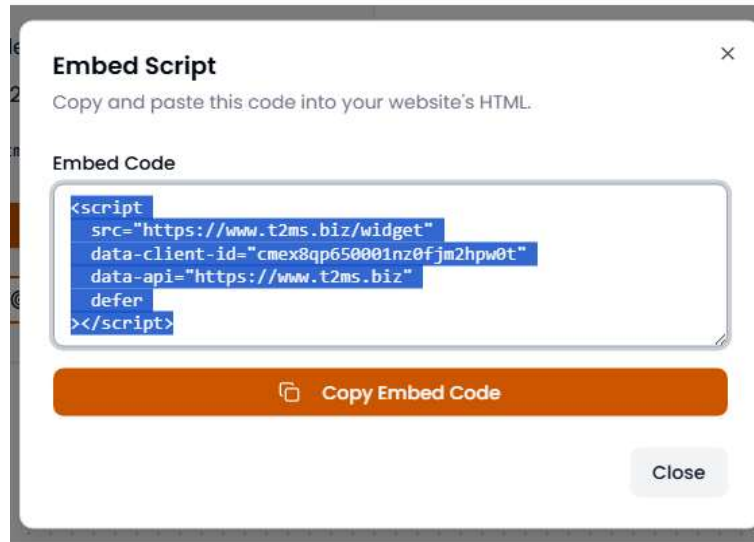 Embed Script
Copy and paste this code into your website's HTML.
Embed Code
<script
src="https://www.t2ms.biz/widget"
data-client-id="cmex8qp650001nz0fjm2hpw0t"
data-api="https://www.t2ms.biz"
defer
></script>
Copy Embed Code
Close